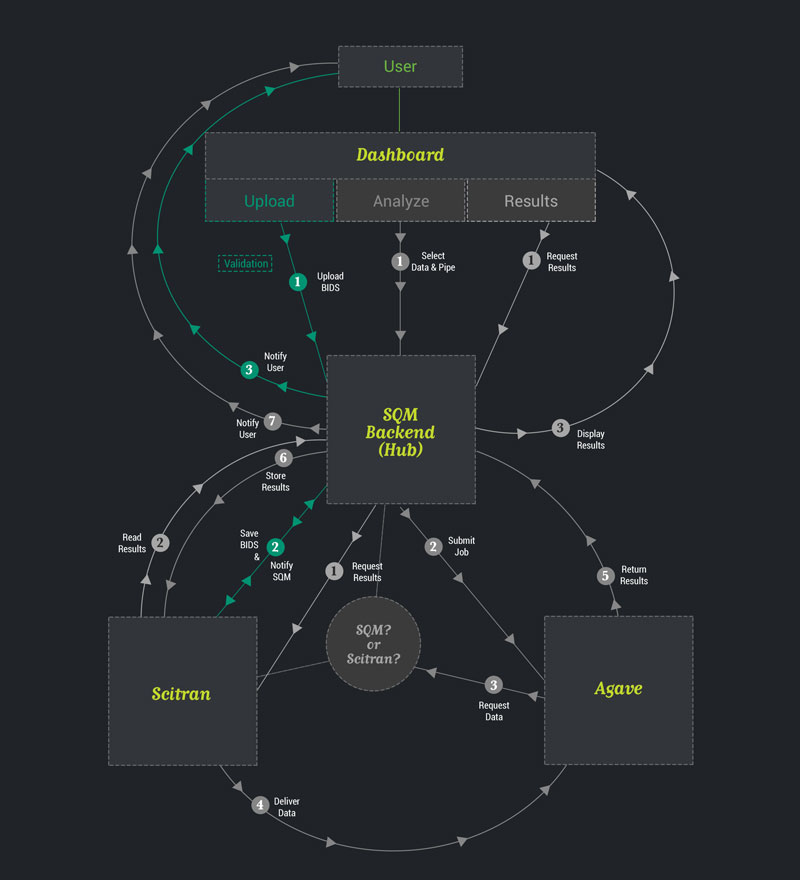 User
Dashboard
Upload
Analyze
Results
Validation
1
Upload
BIDS
1
Select
Data & Pipe
1
Request
Results
3
Notify
User
7
Notify
User
SQM
Backend
(Hub)
3
Display
Results
6
Store
Results
2
Read
Results
2
Save
BIDS
&
Notify
SQM
1
Request
Results
2
Submit
Job
5
Return
Results
SQM?
or
Scitran?
3
Request
Data
Scitran
Agave
4
Deliver
Data